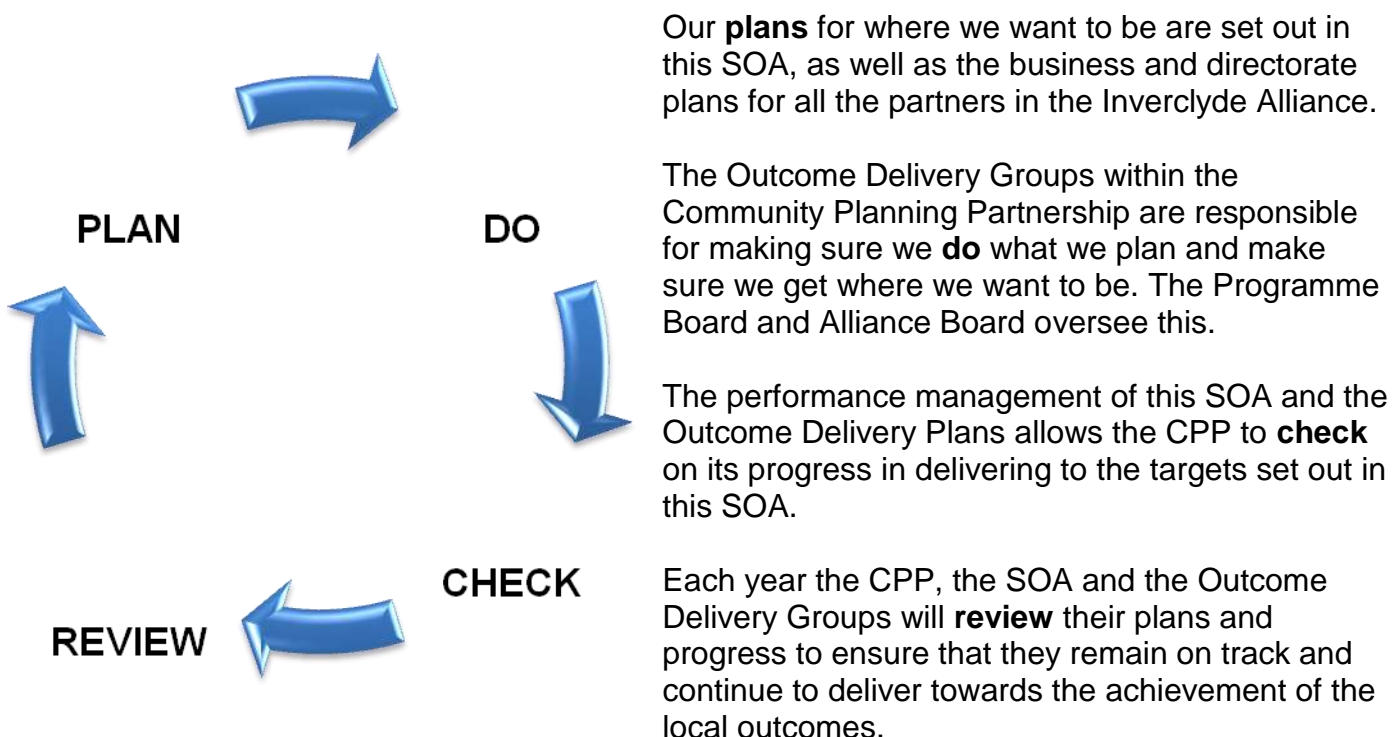 PLAN
DO
CHECK
REVIEW
Our plans for where we want to be are set out in
this SOA, as well as the business and directorate
plans for all the partners in the Inverclyde Alliance.
The Outcome Delivery Groups within the
Community Planning Partnership are responsible
for making sure we do what we plan and make
sure we get where we want to be. The Programme
Board and Alliance Board oversee this.
The performance management of this SOA and the
Outcome Delivery Plans allows the CPP to check
on its progress in delivering to the targets set out in
this SOA.
Each year the CPP, the SOA and the Outcome
Delivery Groups will review their plans and
progress to ensure that they remain on track and
continue to deliver towards the achievement of the
local outcomes.